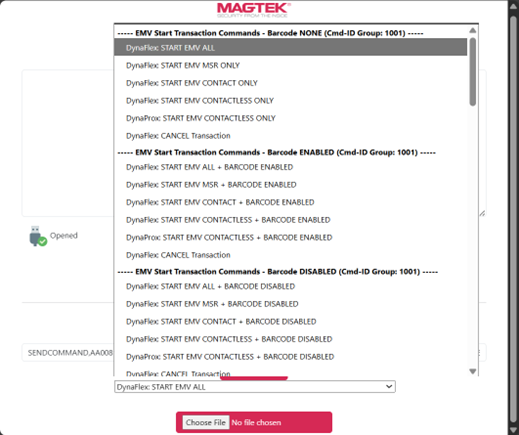 MAGTEK®
SECURITY FROM THE INSIDE
----- EMV Start Transaction Commands - Barcode NONE (Cmd-ID Group: 1001) -----
DynaFlex: START EMV ALL
DynaFlex: START EMV MSR ONLY
DynaFlex: START EMV CONTACT ONLY
DynaFlex: START EMV CONTACTLESS ONLY
DynaProx: START EMV CONTACTLESS ONLY
DynaFlex: CANCEL Transaction
----- EMV Start Transaction Commands - Barcode ENABLED (Cmd-ID Group: 1001) -----
DynaFlex: START EMV ALL + BARCODE ENABLED
DynaFlex: START EMV MSR + BARCODE ENABLED
DynaFlex: START EMV CONTACT + BARCODE ENABLED
DynaFlex: START EMV CONTACTLESS + BARCODE ENABLED
DynaProx: START EMV CONTACTLESS + BARCODE ENABLED
DynaFlex: CANCEL Transaction
Opened
----- EMV Start Transaction Commands - Barcode DISABLED (Cmd-ID Group: 1001) -----
DynaFlex: START EMV ALL + BARCODE DISABLED
DynaFlex: START EMV MSR + BARCODE DISABLED
DynaFlex: START EMV CONTACT + BARCODE DISABLED
DynaFlex: START EMV CONTACTLESS + BARCODE DISABLED
SENDCOMMAND,AA008
DynaProx: START EMV CONTACTLESS + BARCODE DISABLED
DynaFlex: CANCEL Transaction
DynaFlex: START EMV ALL
Choose File No file chosen